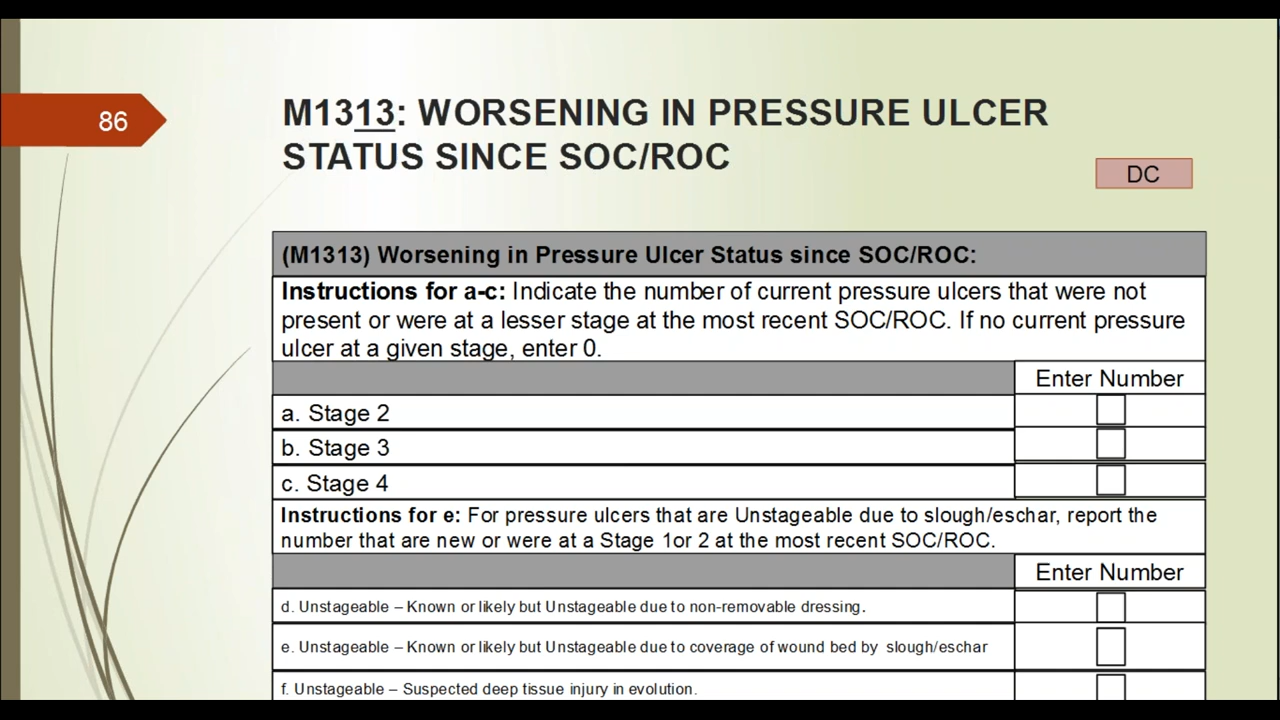 86
M1313: WORSENING IN PRESSURE ULCER
STATUS SINCE SOC/ROC
DC
(M1313) Worsening in Pressure Ulcer Status since SOC/ROC:
Instructions for a-c: Indicate the number of current pressure ulcers that were not
present or were at a lesser stage at the most recent SOC/ROC. If no current pressure
ulcer at a given stage, enter 0.
Enter Number
a. Stage 2
b. Stage 3
c. Stage 4
Instructions for e: For pressure ulcers that are Unstageable due to slough/eschar, report the
number that are new or were at a Stage 1or 2 at the most recent SOC/ROC.
Enter Number
d. Unstageable – Known or likely but Unstageable due to non-removable dressing.
e. Unstageable – Known or likely but Unstageable due to coverage of wound bed by slough/eschar
f. Unstageable – Suspected deep tissue injury in evolution.